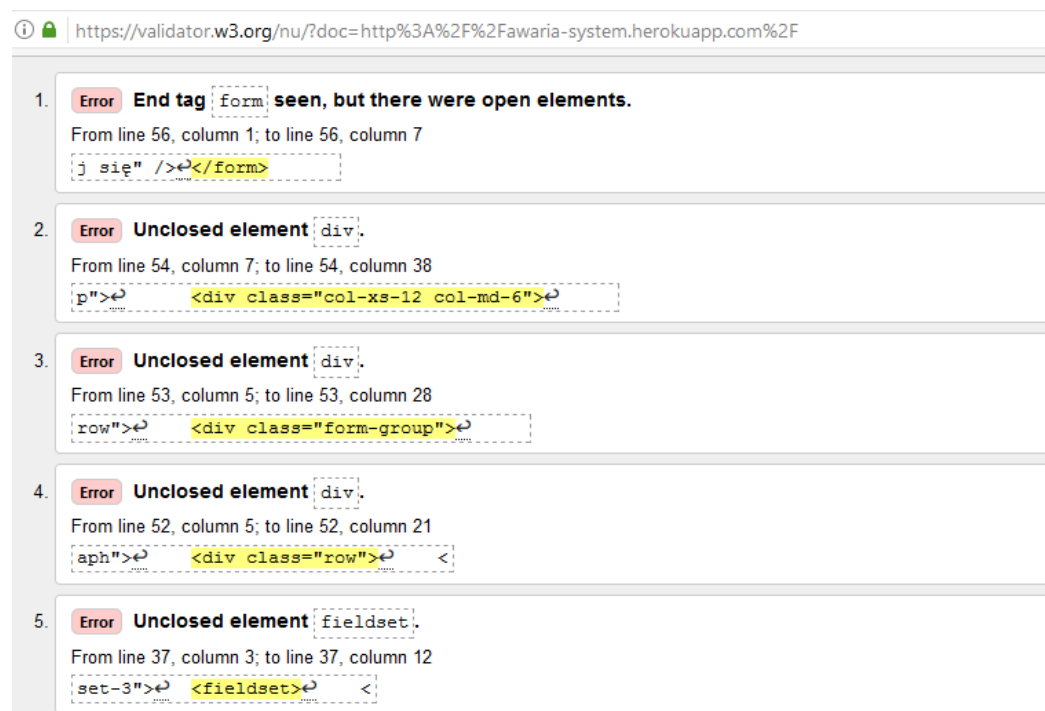 https://validator.w3.org/nu/?doc=http%3A%2F%2Fawaria-system.herokuapp.com%2F
1. Error End tag form seen, but there were open elements.
From line 56, column 1; to line 56, column 7
j się" />↩</form>
2. Error Unclosed element div.
From line 54, column 7; to line 54, column 38
p">↩ <div class="col-xs-12 col-md-6">↩
3. Error Unclosed element div.
From line 53, column 5; to line 53, column 28
row">↩ <div class="form-group">↩
4. Error Unclosed element div.
From line 52, column 5; to line 52, column 21
aph">↩ <div class="row">↩ <
5. Error Unclosed element fieldset.
From line 37, column 3; to line 37, column 12
set-3">↩ <fieldset>↩ <